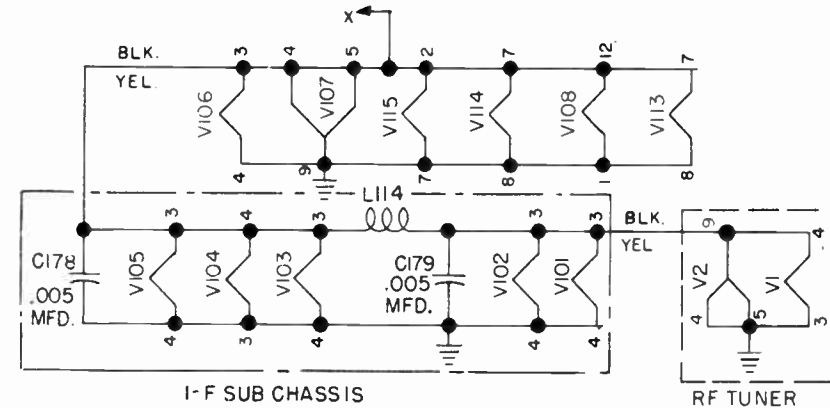 X
BLK.
YEL.
3
4
5
2
7
12
7
V106
V107
V115
V114
V108
V113
4
9
7
8
1
8
L114
3
4
3
3
3
BLK.
YEL
9
4
C178
.005
MFD.
V105
V104
V103
C179
.005
MFD.
V102
V101
V2
V1
4
3
4
4
4
4
5
3
I-F SUB CHASSIS
RF TUNER